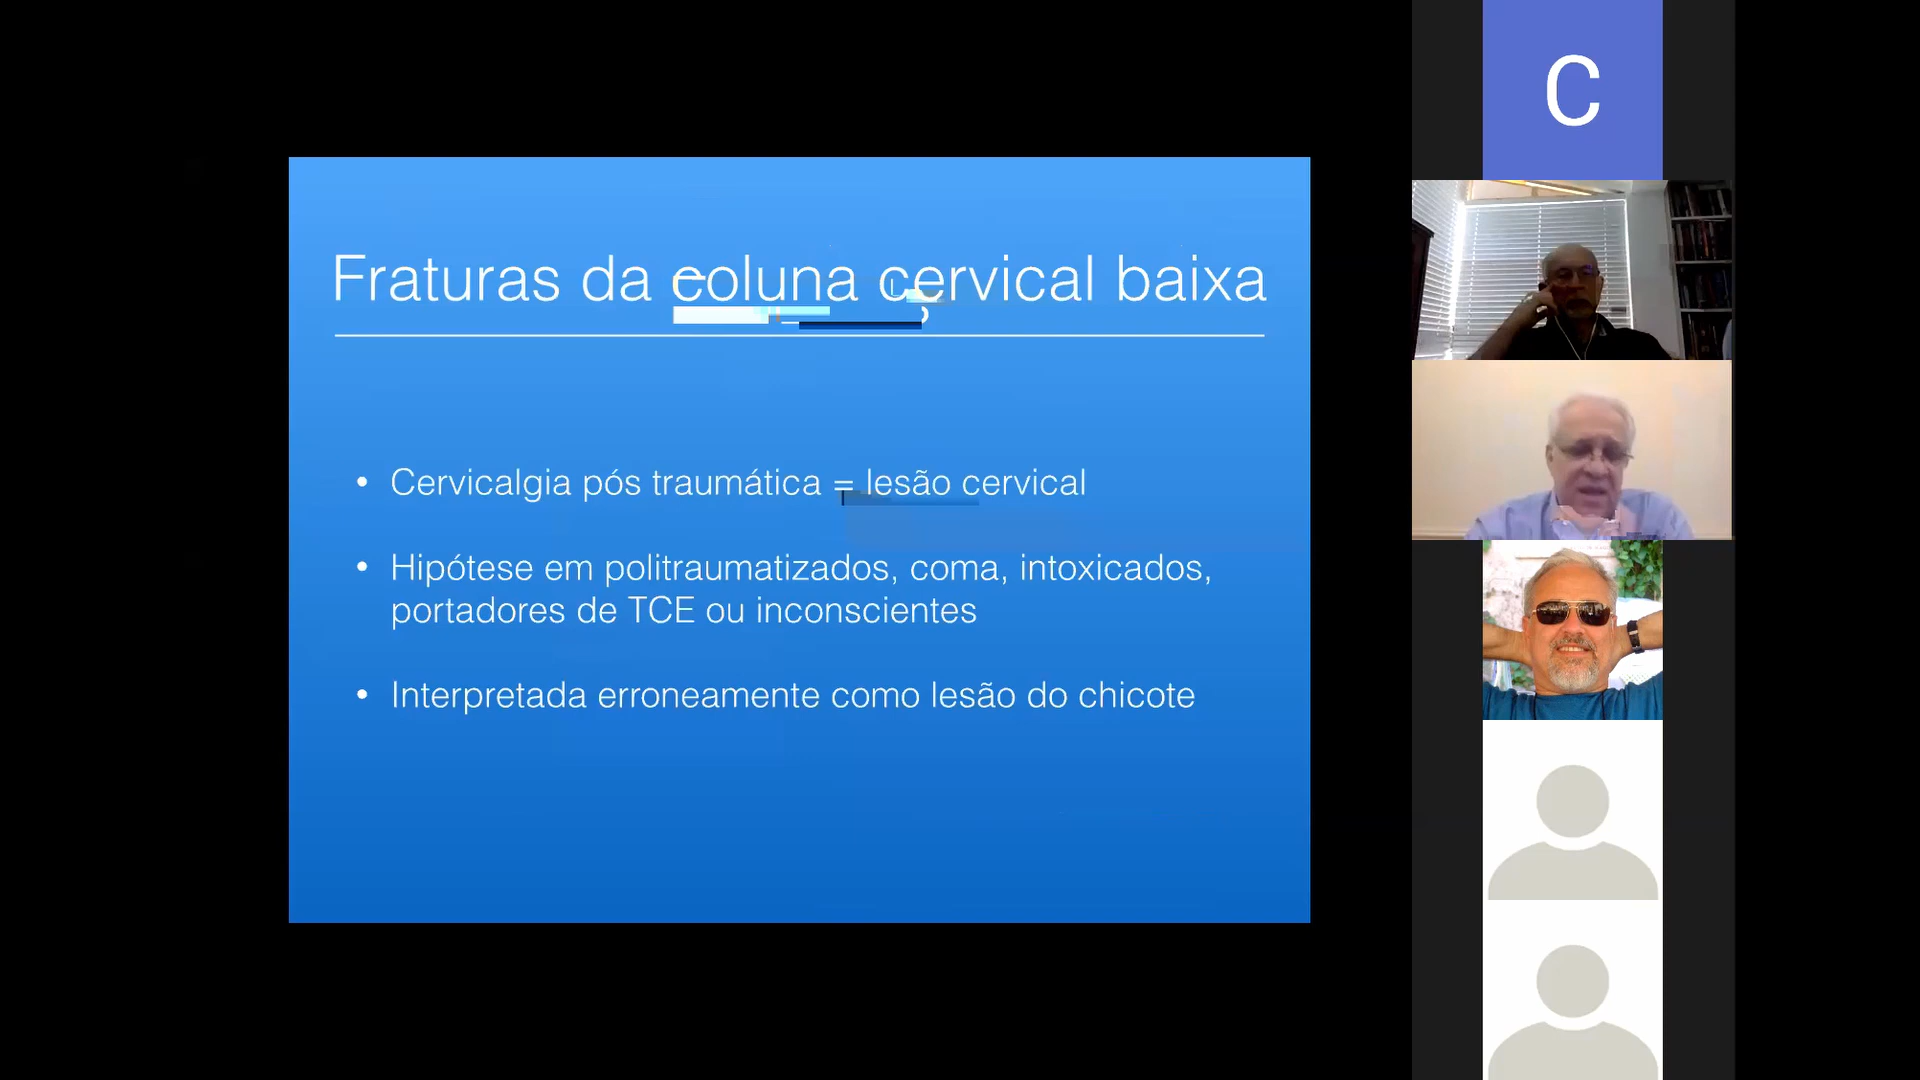 Fraturas da coluna cervical baixa
• Cervicalgia pós traumática = lesão cervical
• Hipótese em politraumatizados, coma, intoxicados,
portadores de TCE ou inconscientes
• Interpretada erroneamente como lesão do chicote
C